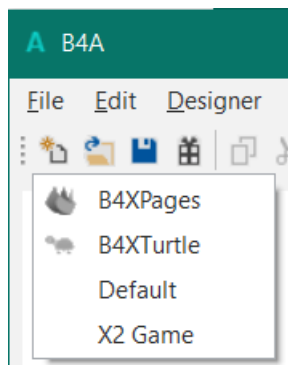 A B4A
File Edit Designer
B4XPages
B4XTurtle
Default
X2 Game